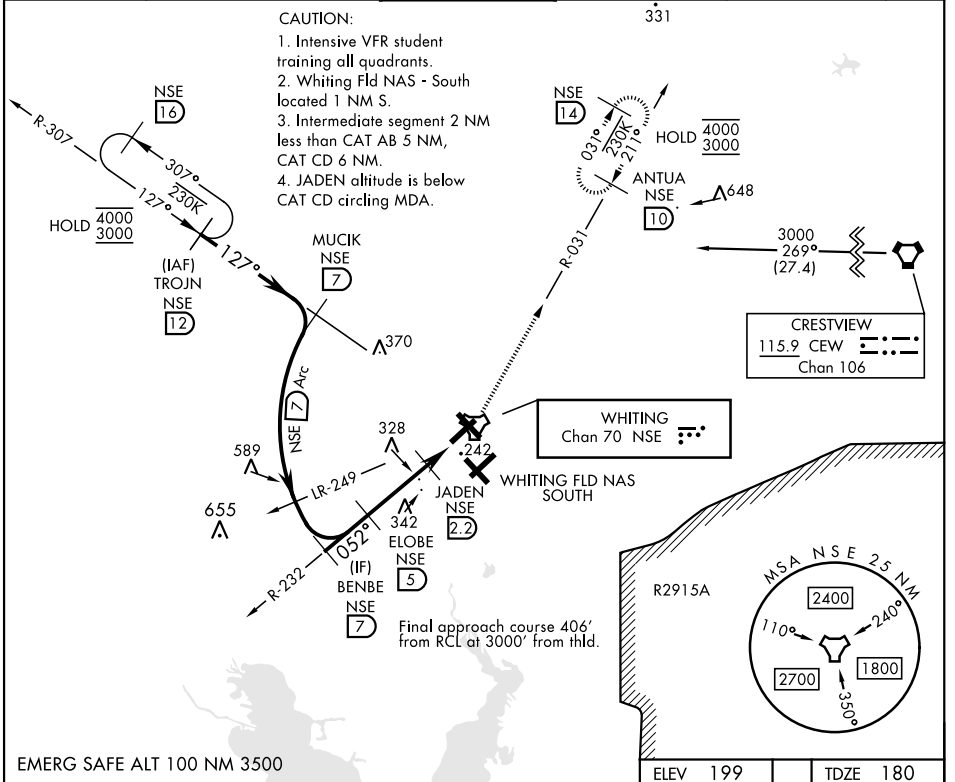 CAUTION:
1. Intensive VFR student
training all quadrants.
2. Whiting Fld NAS - South
located 1 NM S.
3. Intermediate segment 2 NM
less than CAT AB 5 NM,
CAT CD 6 NM.
4. JADEN altitude is below
CAT CD circling MDA.
331
NSE
16
R-307
307°
230K
127°
HOLD 4000
3000
127°
(IAF)
TROJN
NSE
12
MUCIK
NSE
7
370
NSE 7 Arc
NSE
14
031°
230K
211°
HOLD 4000
3000
ANTUA
NSE
10
648
R-031
3000
269°
(27.4)
CRESTVIEW
115.9 CEW
Chan 106
WHITING
Chan 70 NSE
589
655
LR-249
328
242
WHITING FLD NAS
SOUTH
JADEN
NSE
2.2
342
ELOBE
NSE
5
052°
(IF)
BENBE
NSE
7
R-232
Final approach course 406'
from RCL at 3000' from thld.
R2915A
MSA NSE 25 NM
2400
110°
240°
2700
1800
350°
EMERG SAFE ALT 100 NM 3500
ELEV 199
TDZE 180